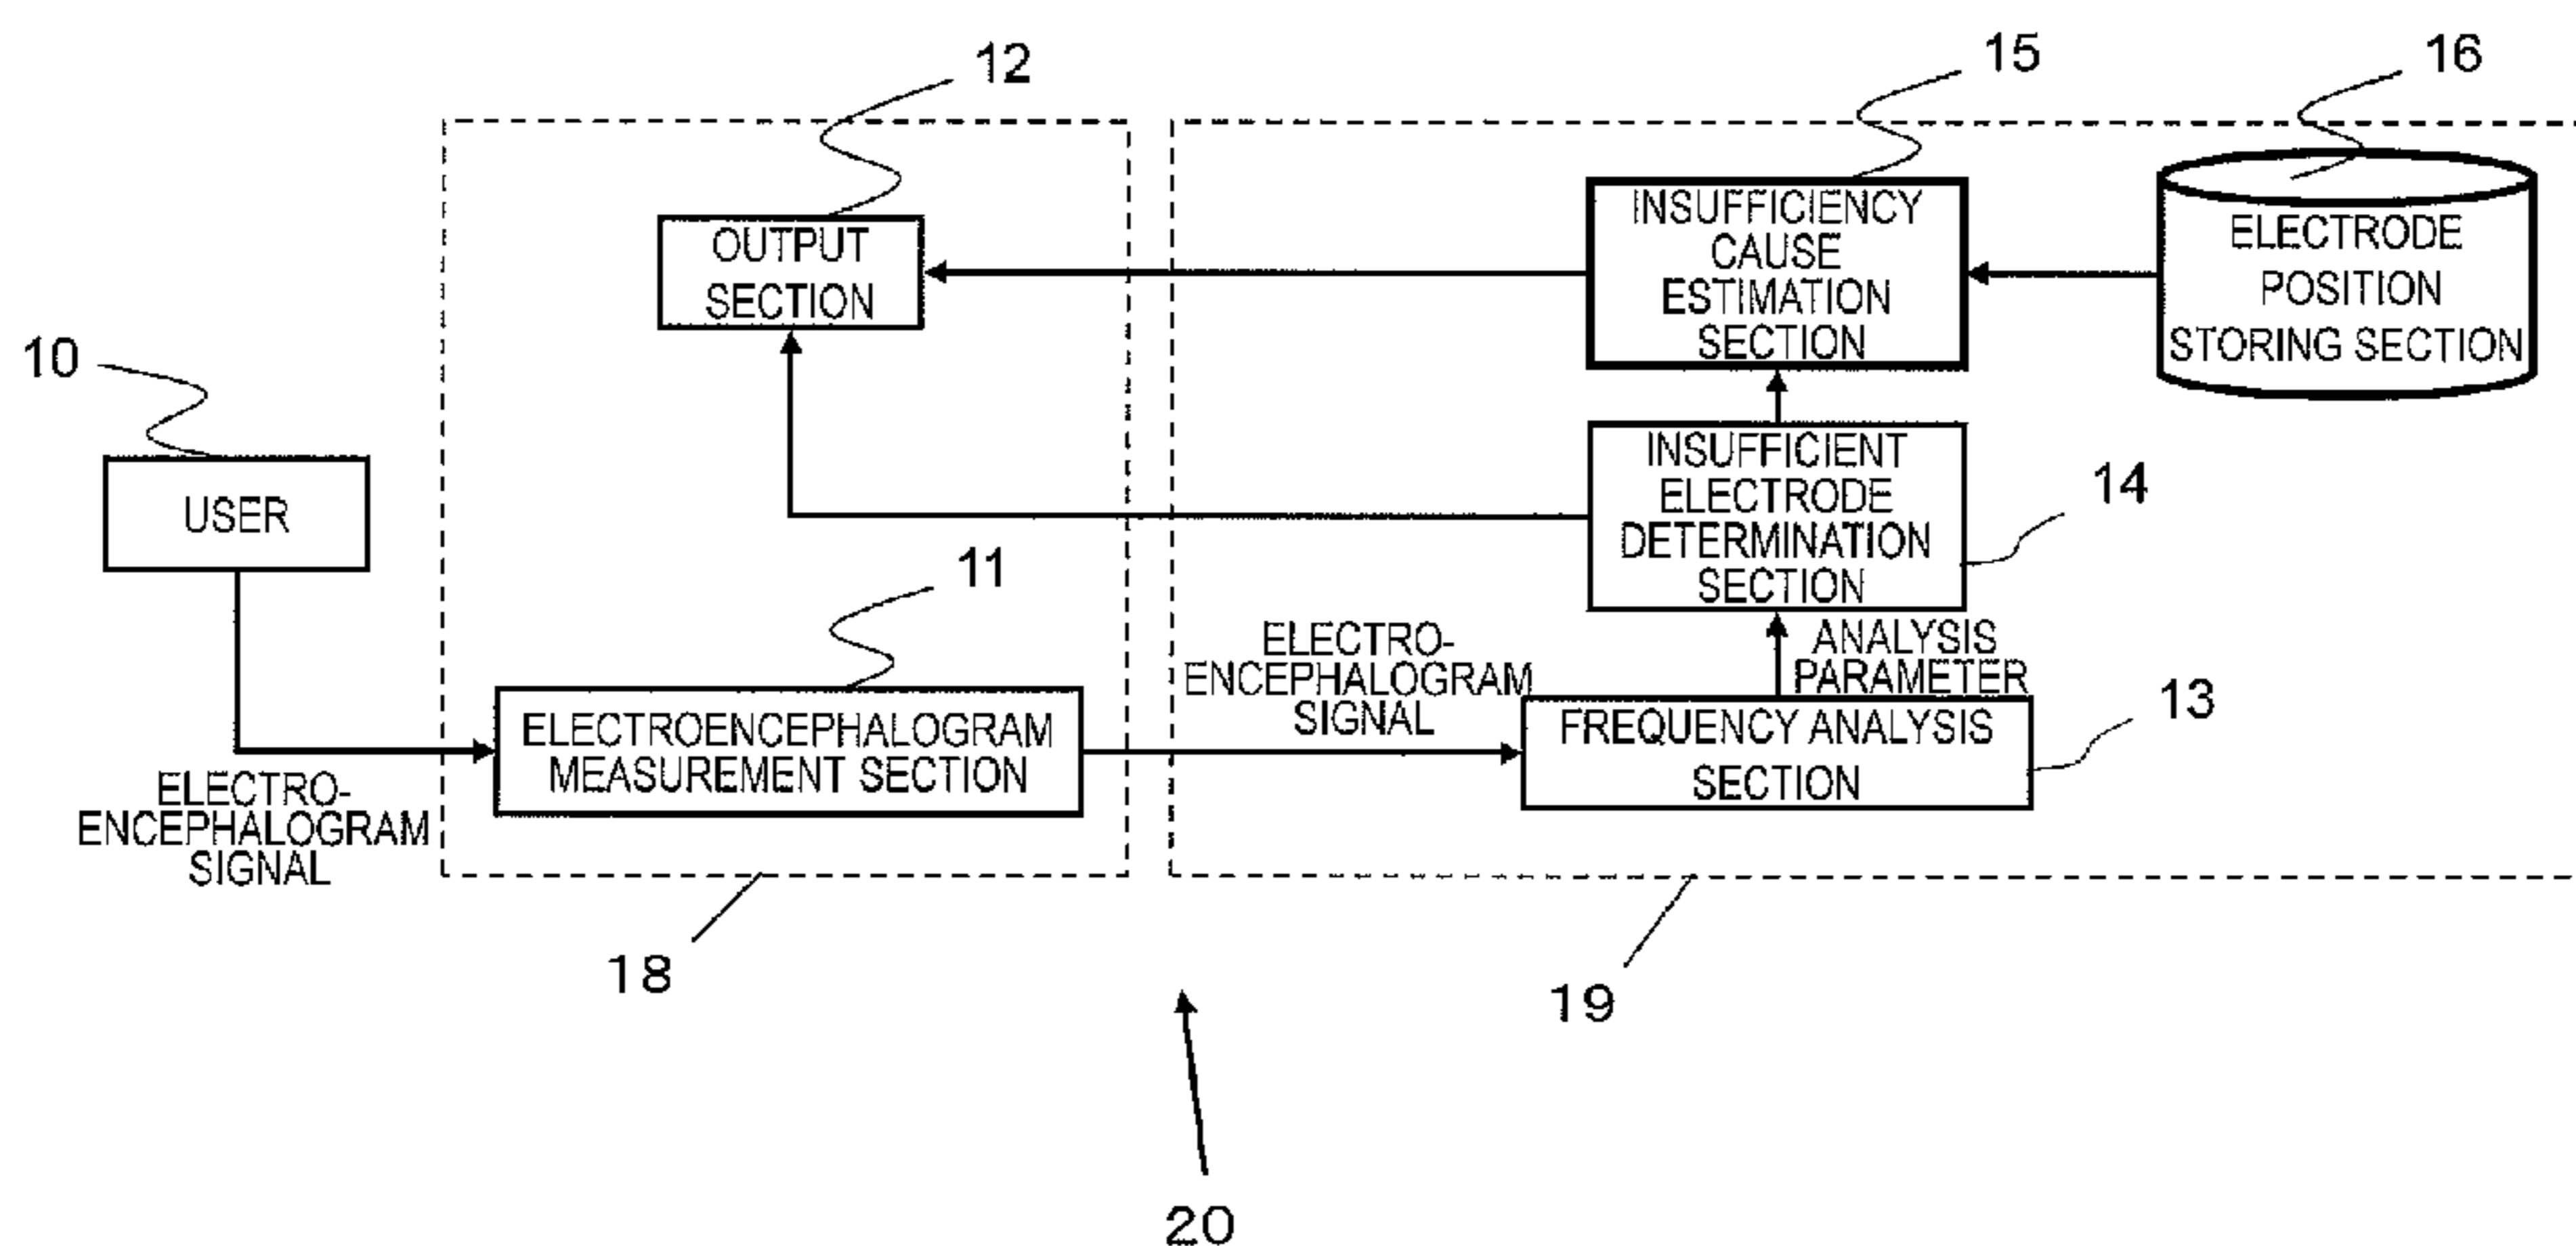 12
15
16
OUTPUT
SECTION
INSUFFICIENCY
CAUSE
ESTIMATION
SECTION
ELECTRODE
POSITION
STORING SECTION
10
USER
INSUFFICIENT
ELECTRODE
DETERMINATION
SECTION
14
11
ELECTRO-
ENCEPHALOGRAM
SIGNAL
ANALYSIS
PARAMETER
13
ELECTROENCEPHALOGRAM
MEASUREMENT SECTION
FREQUENCY ANALYSIS
SECTION
ELECTRO-
ENCEPHALOGRAM
SIGNAL
18
19
20